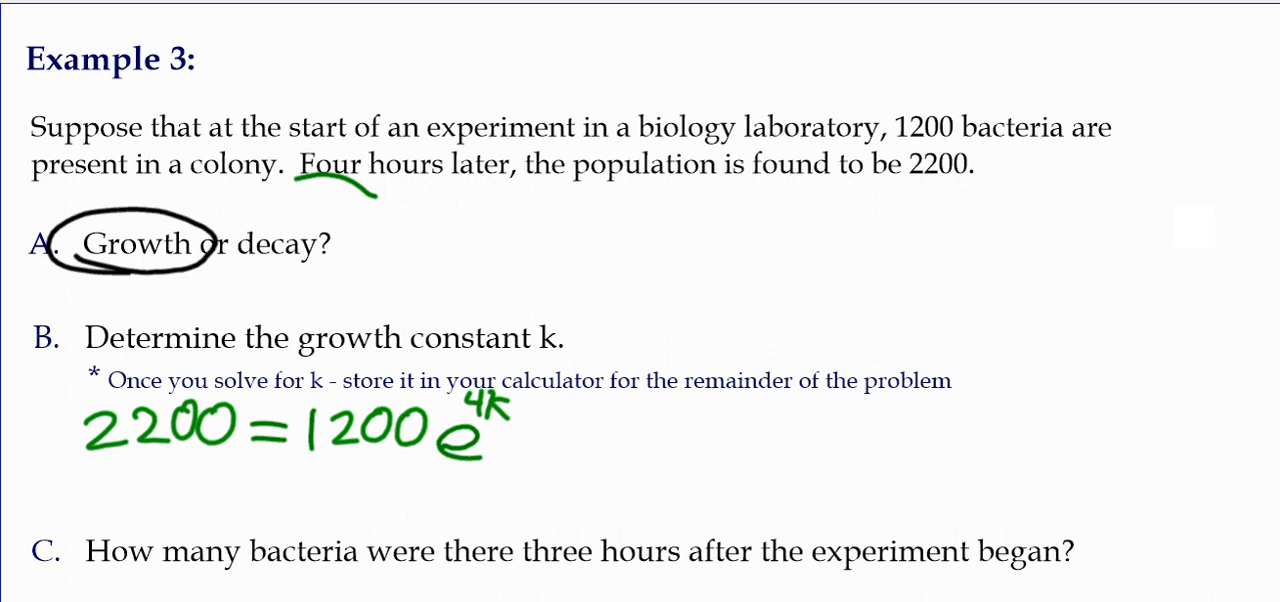 Example 3:
Suppose that at the start of an experiment in a biology laboratory, 1200 bacteria are
present in a colony. Four hours later, the population is found to be 2200.
A. Growth or decay?
B. Determine the growth constant k.
* Once you solve for k - store it in your calculator for the remainder of the problem
2200 = 1200 e^4k
C. How many bacteria were there three hours after the experiment began?